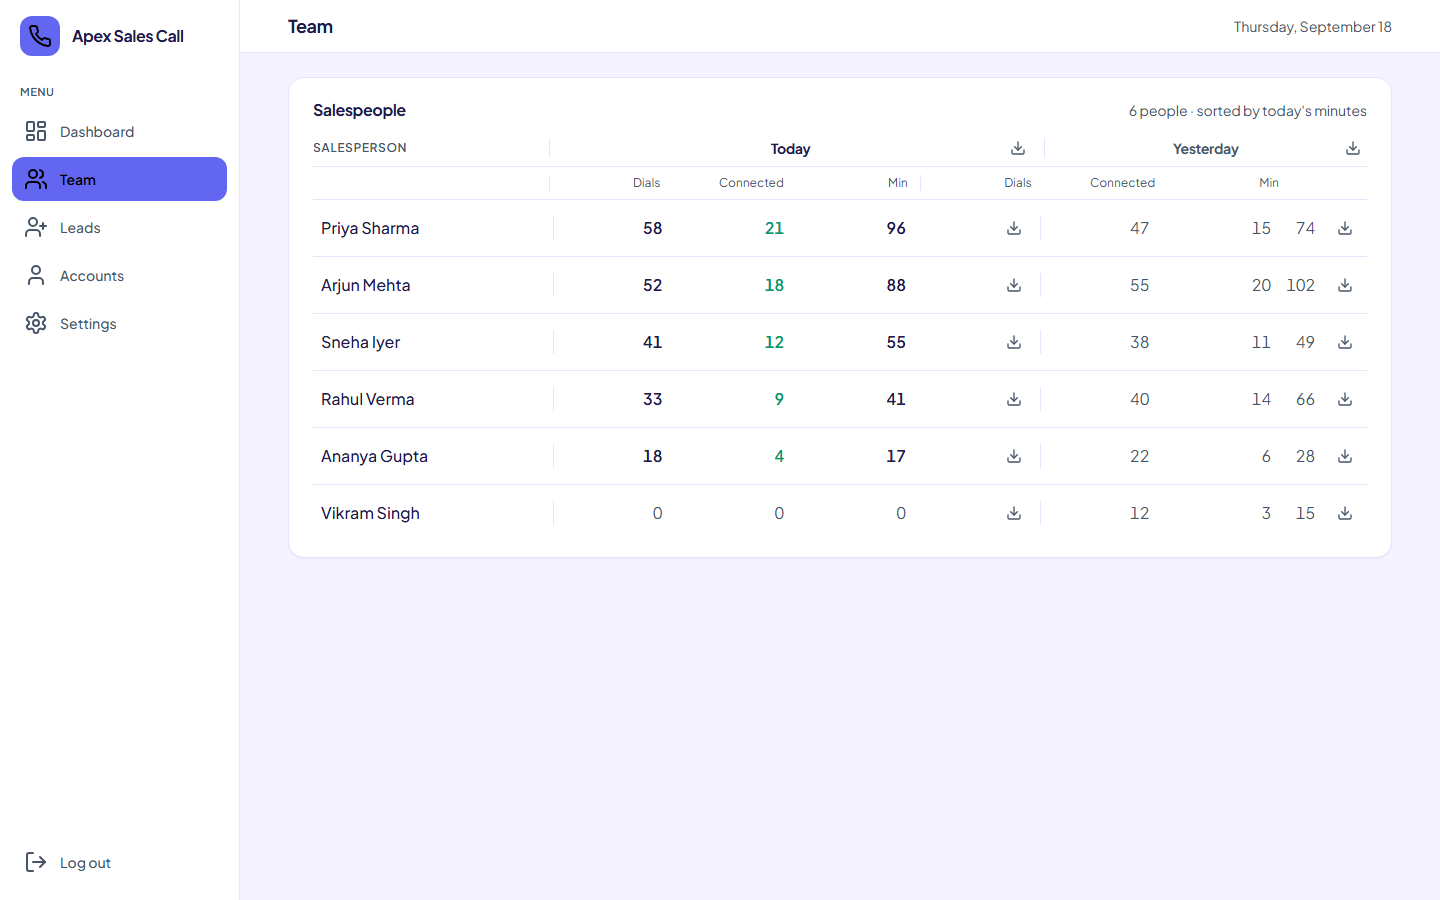 Apex Sales Call
MENU
Dashboard
Team
Leads
Accounts
Settings
Log out
Team
Thursday, September 18
Salespeople
6 people · sorted by today's minutes
SALESPERSON Today Yesterday
Dials Connected Min Dials Connected Min
Priya Sharma 58 21 96 47 15 74
Arjun Mehta 52 18 88 55 20 102
Sneha Iyer 41 12 55 38 11 49
Rahul Verma 33 9 41 40 14 66
Ananya Gupta 18 4 17 22 6 28
Vikram Singh 0 0 0 12 3 15